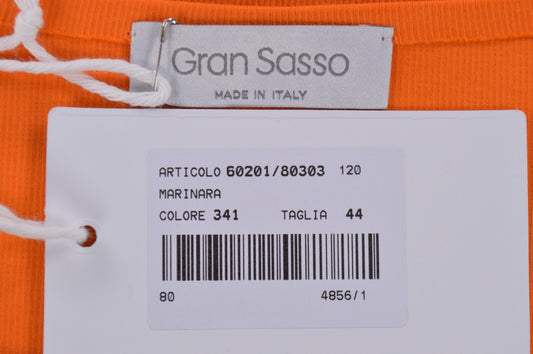 Gran Sasso
MADE IN ITALY
ARTICOLO 60201/80303 120
MARINARA
COLORE 341 TAGLIA 44
80 4856/1